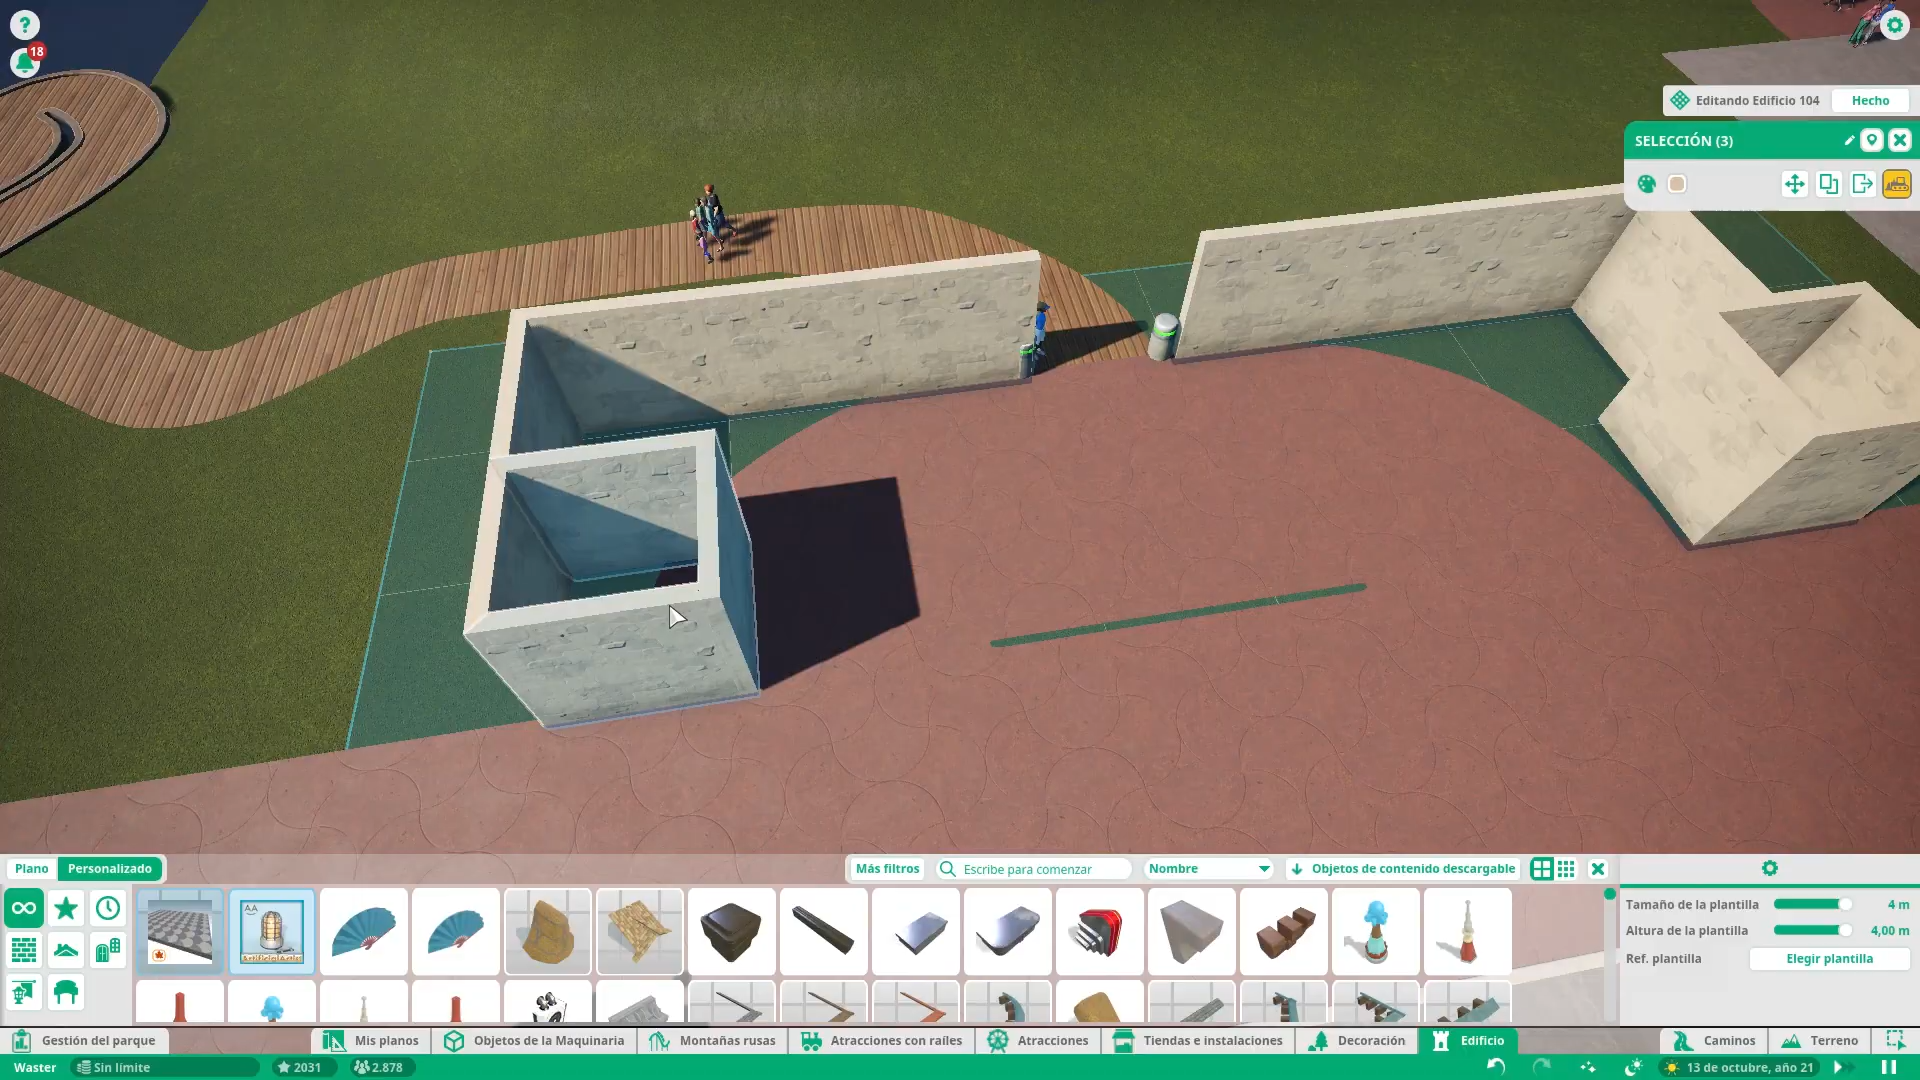 ?
18
Editando Edificio 104
Hecho
SELECCIÓN (3)
Plano
Personalizado
Más filtros
Escribe para comenzar
Nombre
Objetos de contenido descargable
AA
Tamaño de la plantilla
4 m
Altura de la plantilla
4,00 m
Ref. plantilla
Elegir plantilla
Gestión del parque
Mis planos
Objetos de la Maquinaria
Montañas rusas
Atracciones con raíles
Atracciones
Tiendas e instalaciones
Decoración
Edificio
Caminos
Terreno
Waster
Sin límite
2031
2.878
13 de octubre, año 21